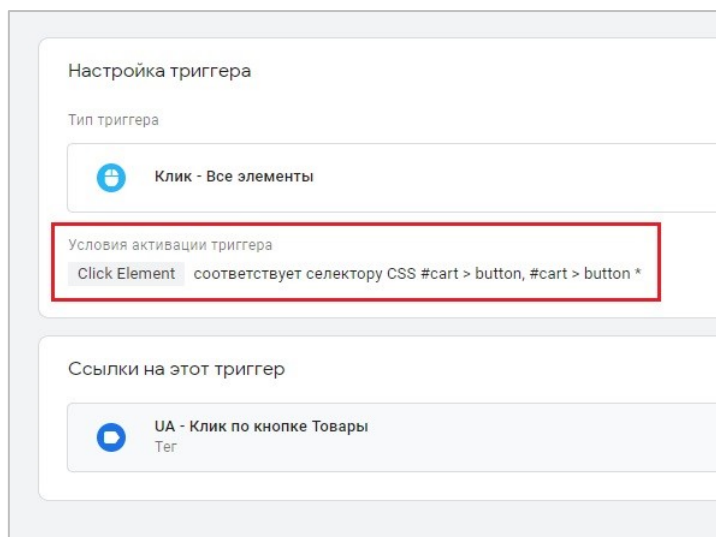 Настройка триггера
Тип триггера
Клик - Все элементы
Условия активации триггера
Click Element соответствует селектору CSS #cart > button, #cart > button *
Ссылки на этот триггер
UA - Клик по кнопке Товары
Тег